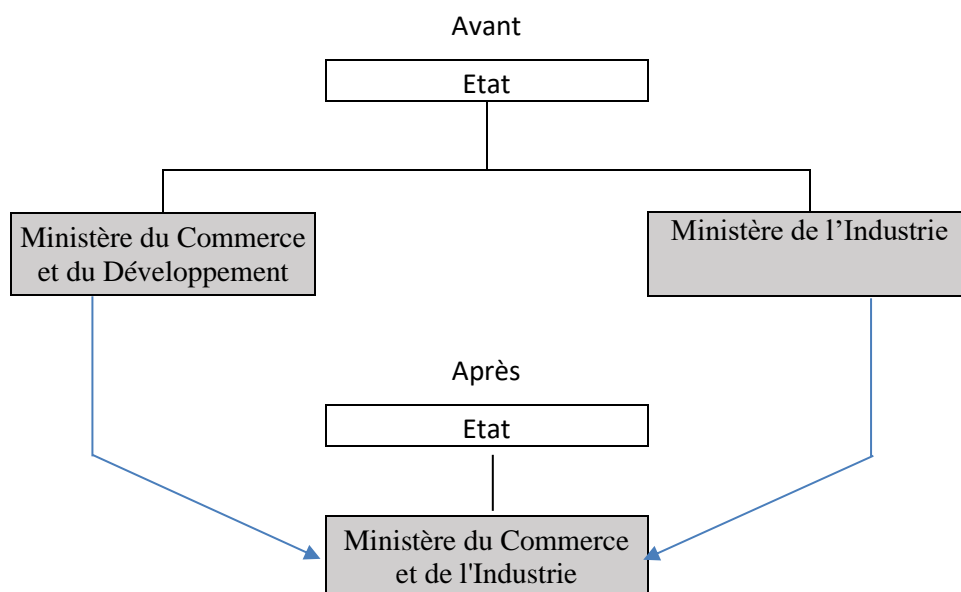 Avant
Etat
Ministère du Commerce
et du Développement
Ministère de l’Industrie
Après
Etat
Ministère du Commerce
et de l'Industrie